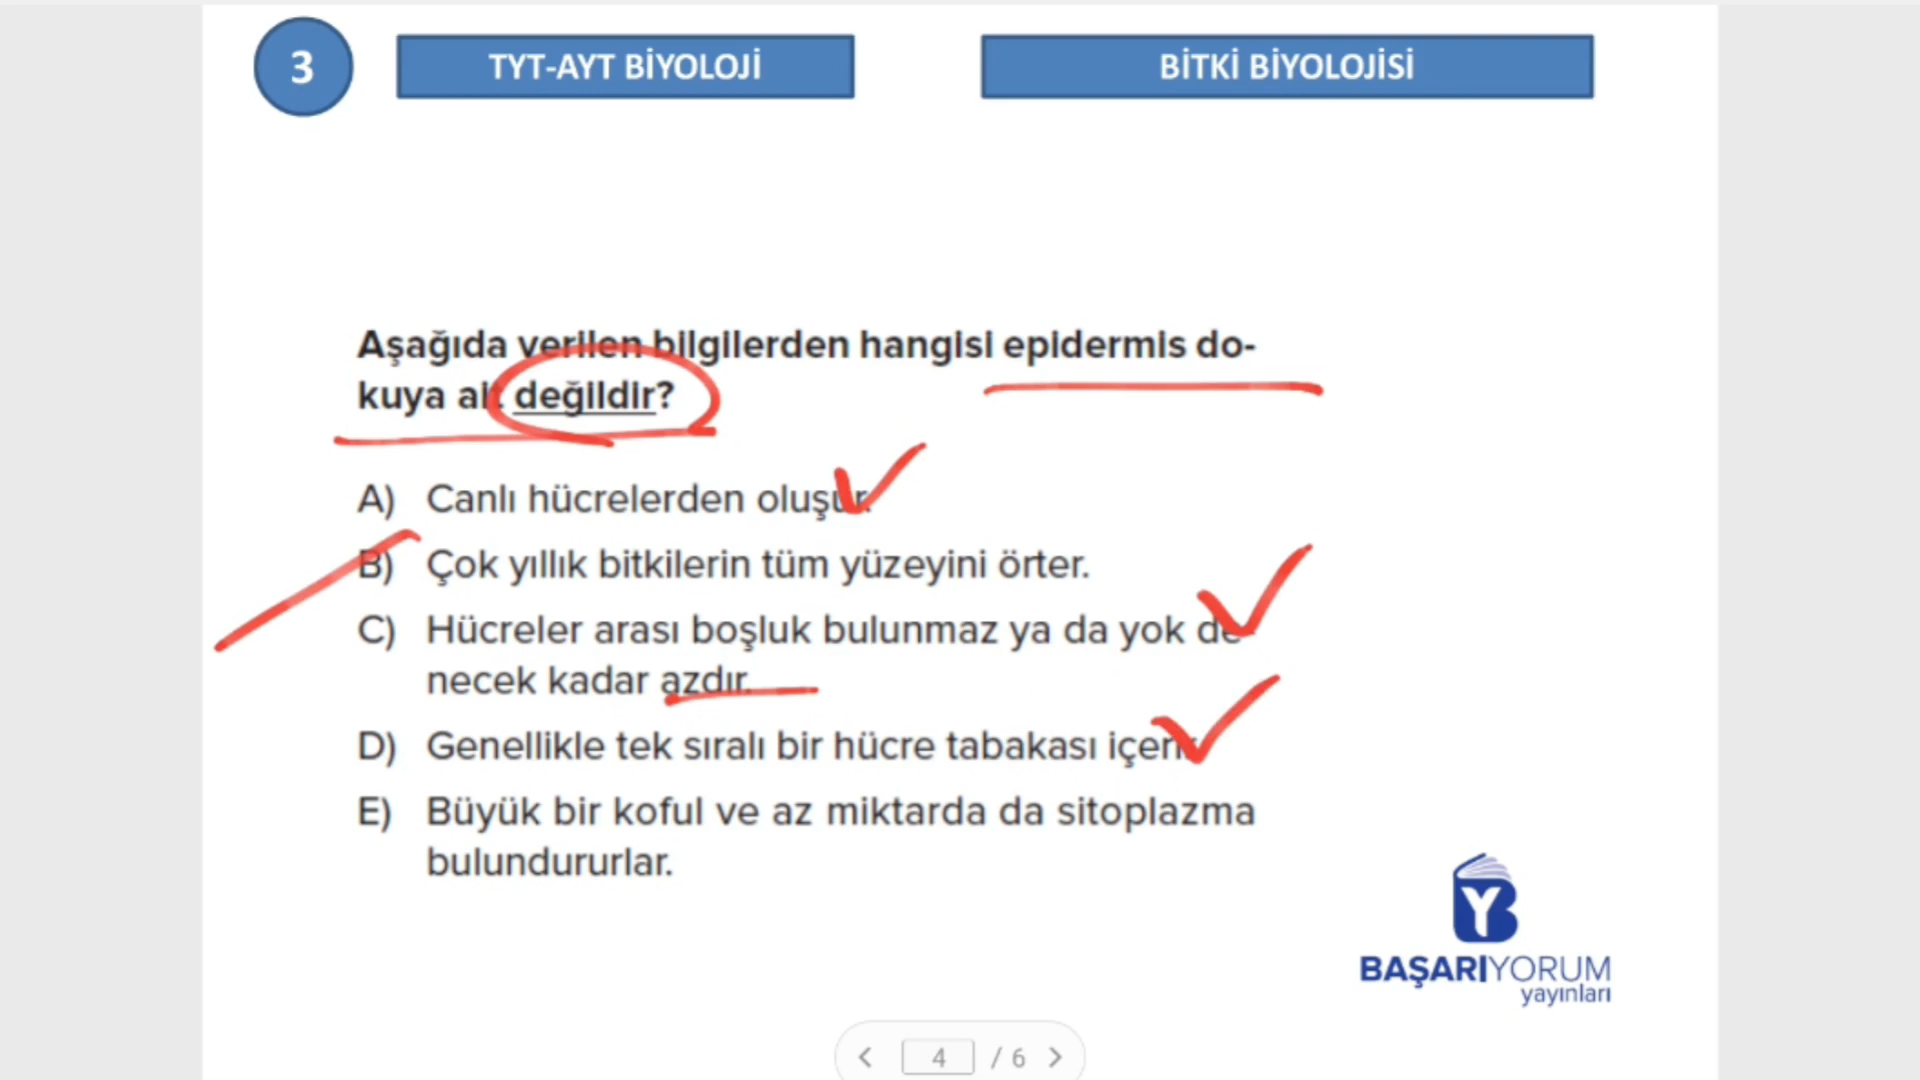 3
TYT-AYT BİYOLOJİ
BİTKİ BİYOLOJİSİ
Aşağıda verilen bilgilerden hangisi epidermis do-
kuya ait değildir?
A) Canlı hücrelerden oluşur.
B) Çok yıllık bitkilerin tüm yüzeyini örter.
C) Hücreler arası boşluk bulunmaz ya da yok de-
necek kadar azdır.
D) Genellikle tek sıralı bir hücre tabakası içerir.
E) Büyük bir koful ve az miktarda da sitoplazma
bulundururlar.
BAŞARIYORUM
yayınları
4 / 6